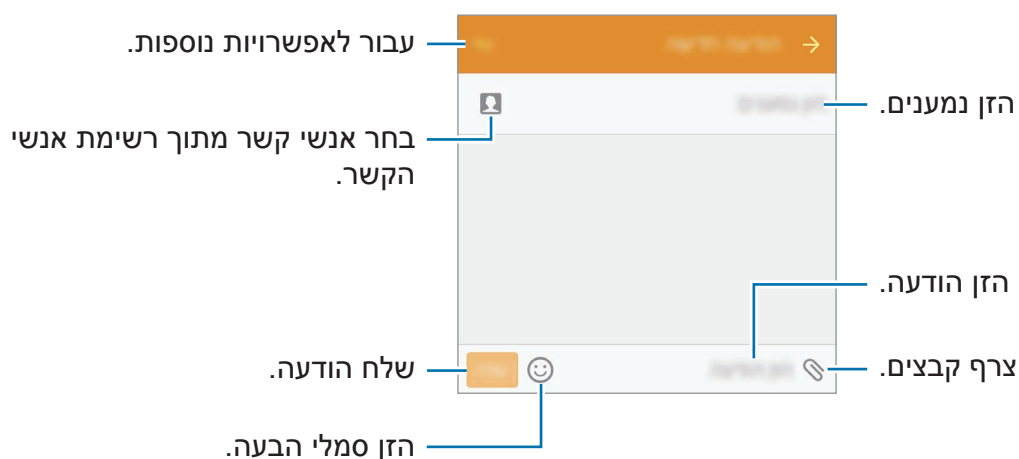 עבור לאפשרויות נוספות.
הזן נמענים.
בחר אנשי קשר מתוך רשימת אנשי
הקשר.
הזן הודעה.
צרף קבצים.
שלח הודעה.
הזן סמלי הבעה.